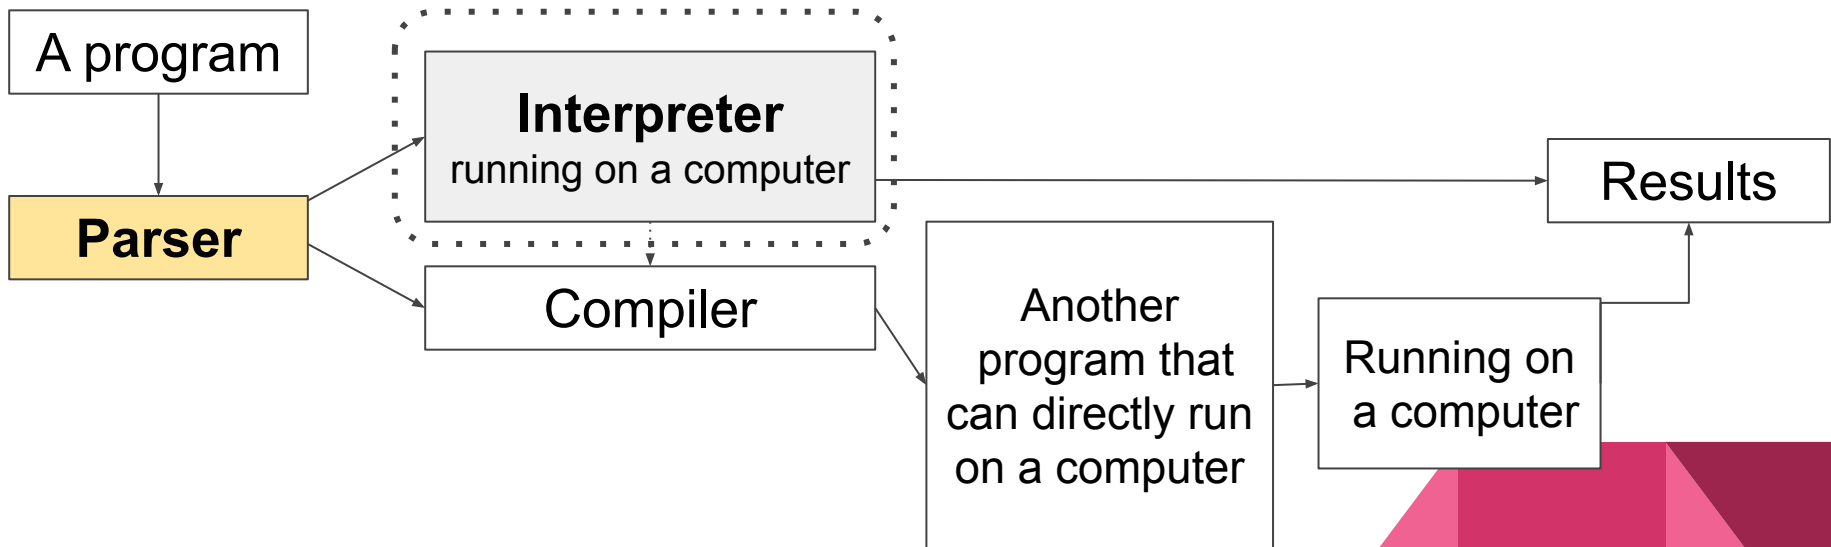 A program
Parser
Interpreter
running on a computer
Compiler
Another
program that
can directly run
on a computer
Running on
a computer
Results